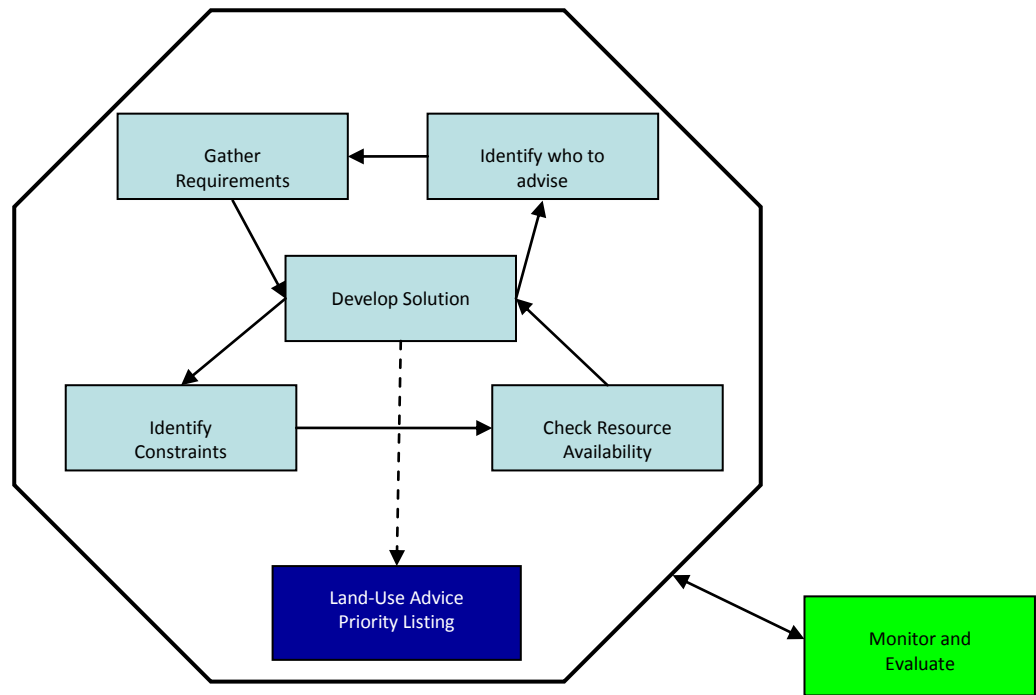 Gather
Requirements
Identify who to
advise
Develop Solution
Identify
Constraints
Check Resource
Availability
Land-Use Advice
Priority Listing
Monitor and
Evaluate